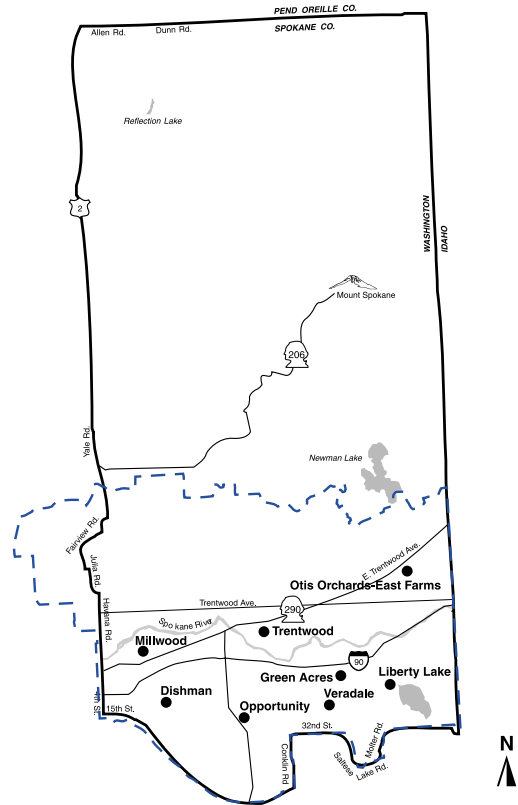 PEND OREILLE CO.
SPOKANE CO.
Allen Rd.
Dunn Rd.
Reflection Lake
2
WASHINGTON
IDAHO
Mount Spokane
206
Yale Rd.
Newman Lake
Fairview Rd.
E. Trentwood Ave.
Julia Rd.
Otis Orchards-East Farms
Trentwood Ave.
290
Havana Rd.
Spokane River
Trentwood
Millwood
90
Green Acres
Liberty Lake
Dishman
Veradale
4th St.
15th St.
Opportunity
32nd St.
Conklin Rd
Saltese
Lake Rd.
Molter Rd.
N